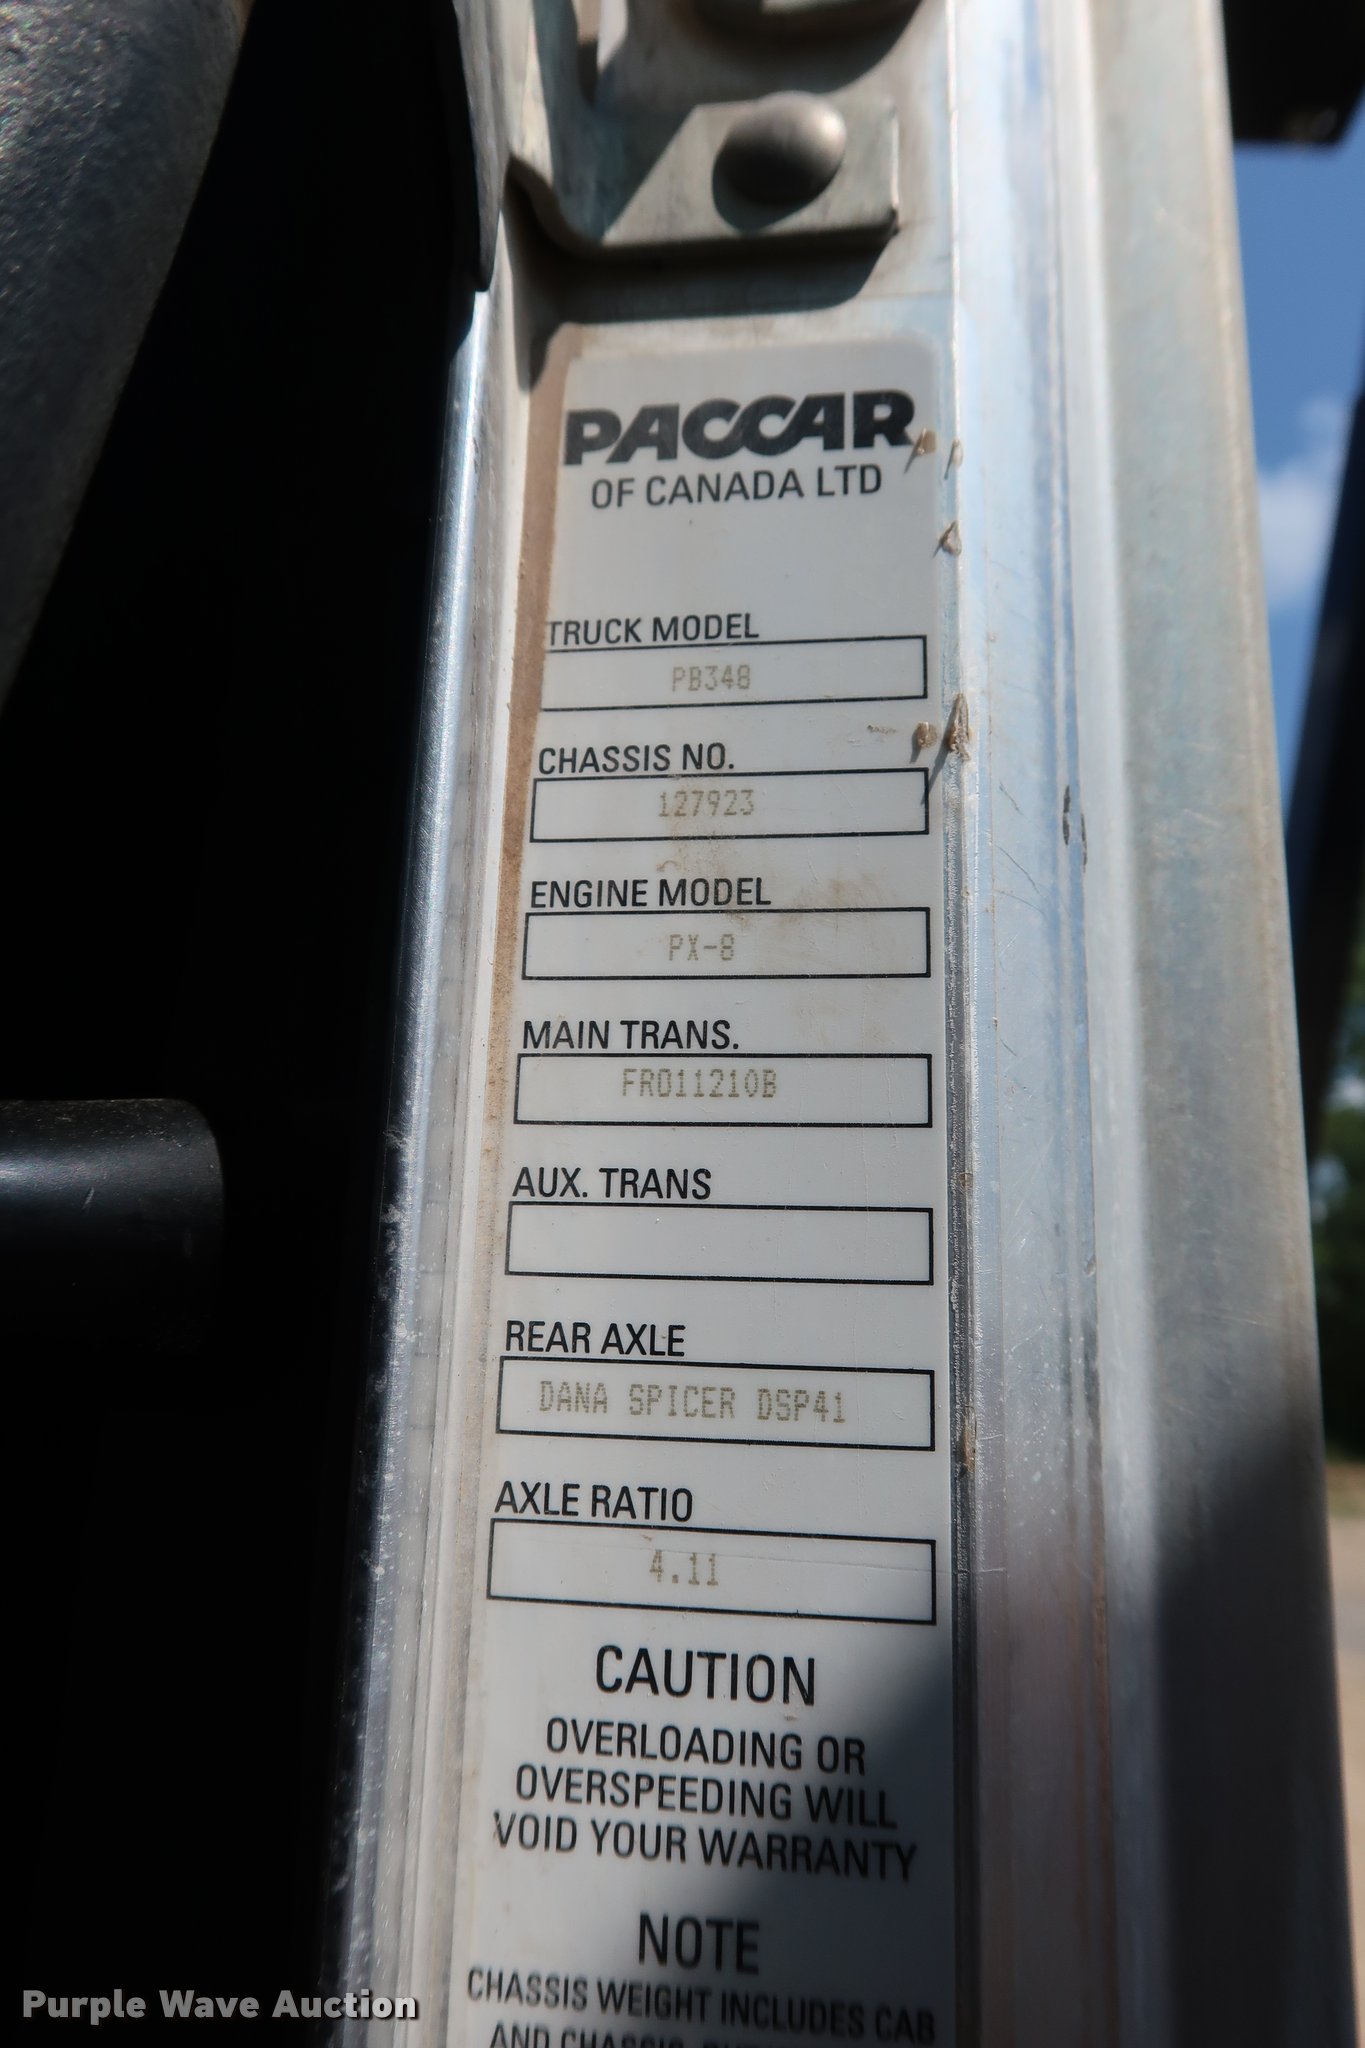 PACCAR
OF CANADA LTD
TRUCK MODEL
PB348
CHASSIS NO.
127923
ENGINE MODEL
PX-8
MAIN TRANS.
FRO11210B
AUX. TRANS
REAR AXLE
DANA SPICER DSP41
AXLE RATIO
4.11
CAUTION
OVERLOADING OR
OVERSPEEDING WILL
VOID YOUR WARRANTY
NOTE
CHASSIS WEIGHT INCLUDES CAB
AND CHASSIS
Purple Wave Auction